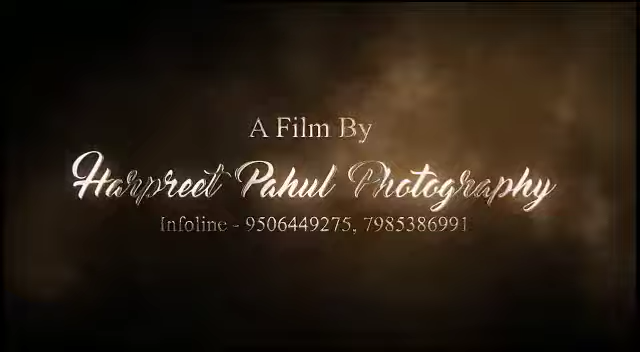 A Film By
Harpreet Pahul Photography
Infoline - 9506449275, 7985386991